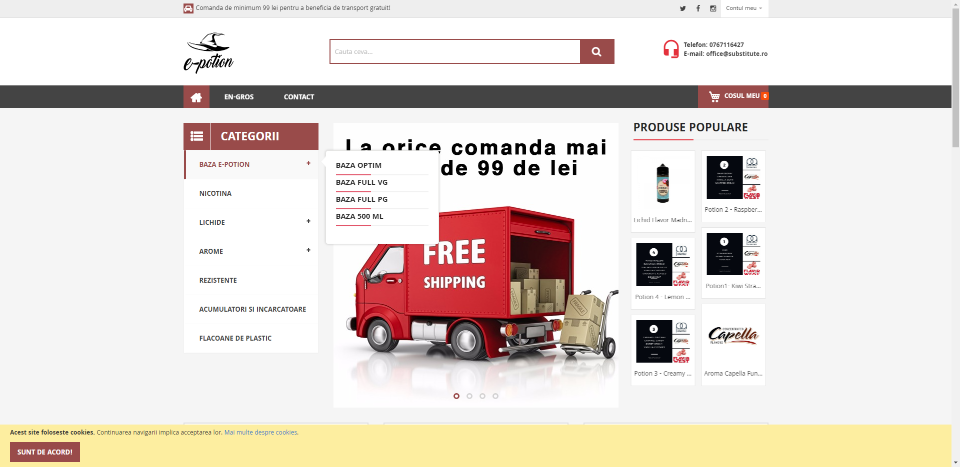 Comanda de minimum 99 lei pentru a beneficia de transport gratuit!
Contul meu
e-potion
Cauta ceva...
Telefon: 0767116427
E-mail: office@substitute.ro
EN-GROS
CONTACT
COSUL MEU 0
CATEGORII
BAZA E-POTION +
NICOTINA
LICHIDE +
AROME +
REZISTENTE
ACUMULATORI SI INCARCATOARE
FLACOANE DE PLASTIC
BAZA OPTIM
BAZA FULL VG
BAZA FULL PG
BAZA 500 ML
La orice comanda mai
de 99 de lei
FREE
SHIPPING
PRODUSE POPULARE
Potion 2 - Raspber...
Potion 4 - Lemon ...
Potion1 - Kiwi Stra...
Potion 3 - Creamy ...
Capella
Aroma Capella Fun...
Acest site foloseste cookies. Continuarea navigarii implica acceptarea lor. Mai multe despre cookies.
SUNT DE ACORD!